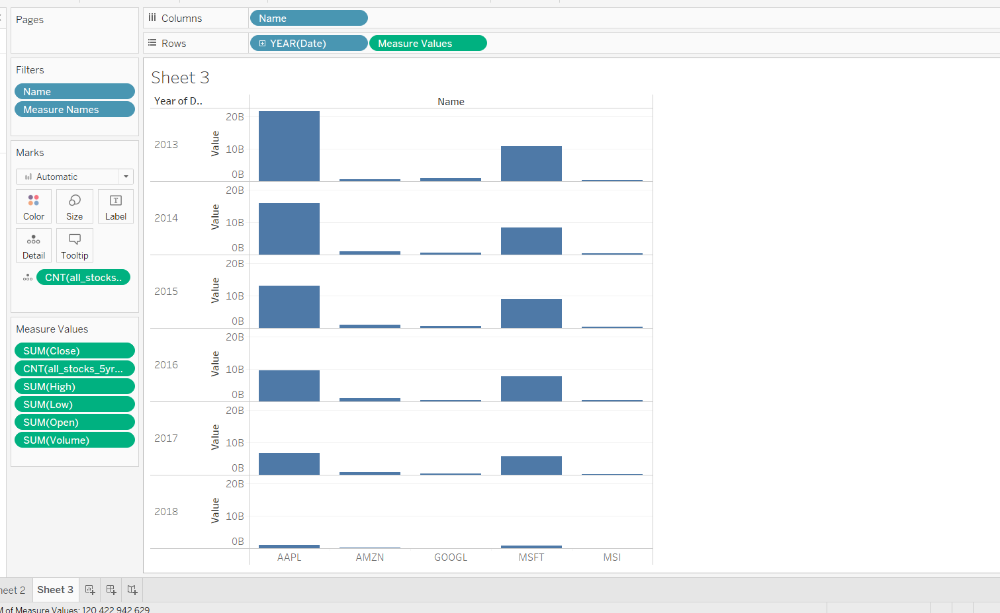 Pages
Columns
Name
Rows
YEAR(Date)
Measure Values
Filters
Name
Measure Names
Marks
Automatic
Color
Size
Label
Detail
Tooltip
CNT(all_stocks..
Measure Values
SUM(Close)
CNT(all_stocks_5yr...
SUM(High)
SUM(Low)
SUM(Open)
SUM(Volume)
Sheet 3
Year of D..
Name
2013
Value
20B
10B
0B
2014
Value
20B
10B
0B
2015
Value
20B
10B
0B
2016
Value
20B
10B
0B
2017
Value
20B
10B
0B
2018
Value
20B
10B
0B
AAPL AMZN GOOGL MSFT MSI
heet 2
Sheet 3
M of Measure Values: 120,422,942,629